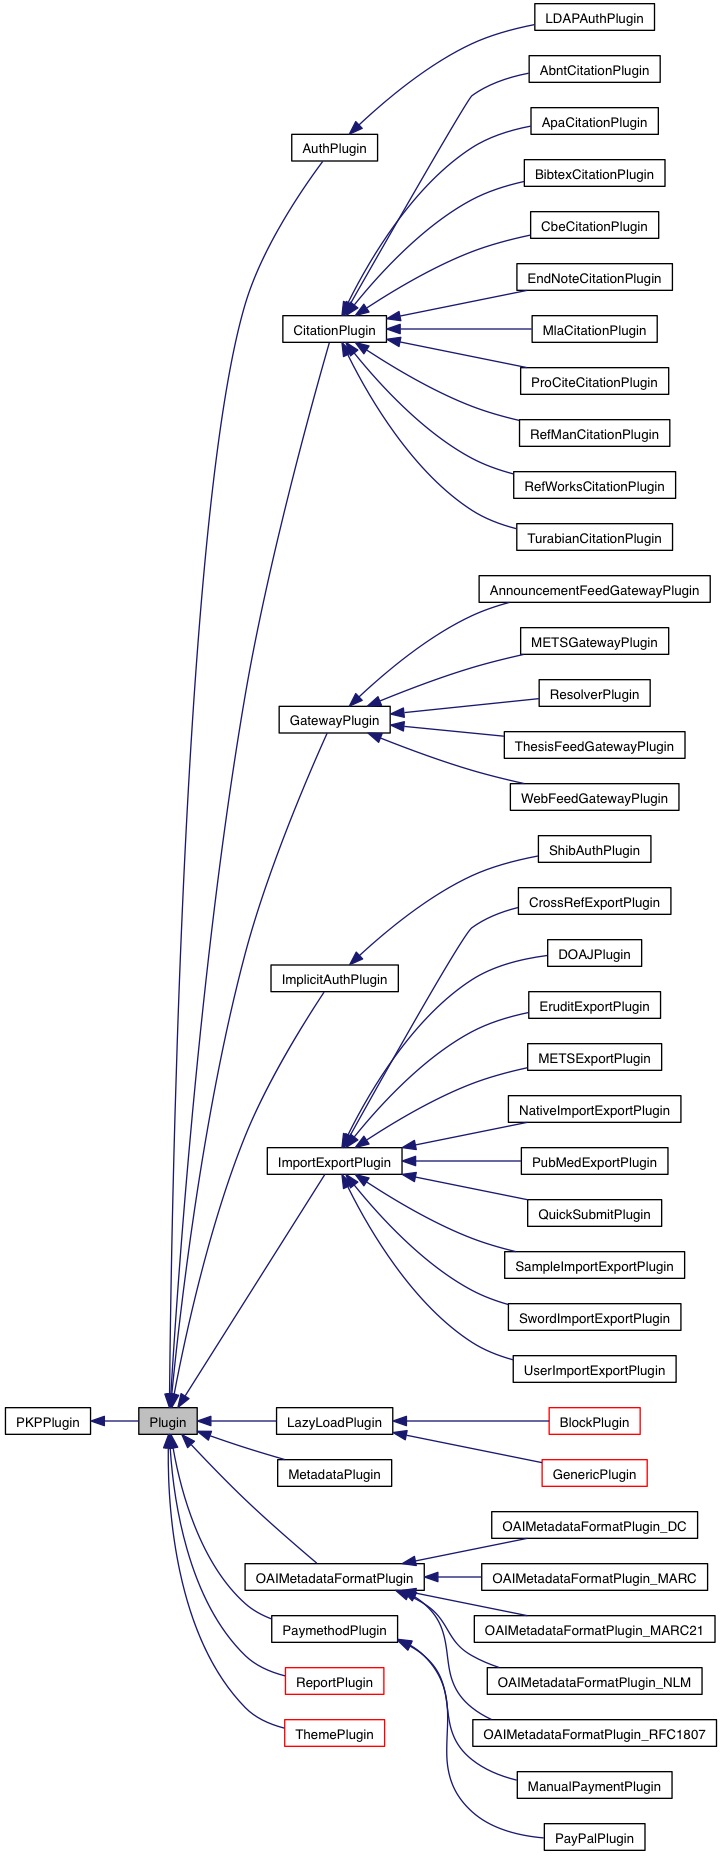 LDAPAuthPlugin
AbntCitationPlugin
ApaCitationPlugin
AuthPlugin
BibtexCitationPlugin
CbeCitationPlugin
EndNoteCitationPlugin
CitationPlugin
MlaCitationPlugin
ProCiteCitationPlugin
RefManCitationPlugin
RefWorksCitationPlugin
TurabianCitationPlugin
AnnouncementFeedGatewayPlugin
METSGatewayPlugin
ResolverPlugin
GatewayPlugin
ThesisFeedGatewayPlugin
WebFeedGatewayPlugin
ShibAuthPlugin
CrossRefExportPlugin
DOAJPlugin
ImplicitAuthPlugin
EruditExportPlugin
METSExportPlugin
NativeImportExportPlugin
ImportExportPlugin
PubMedExportPlugin
QuickSubmitPlugin
SampleImportExportPlugin
SwordImportExportPlugin
UserImportExportPlugin
PKPPlugin
Plugin
LazyLoadPlugin
BlockPlugin
MetadataPlugin
GenericPlugin
OAIMetadataFormatPlugin_DC
OAIMetadataFormatPlugin
OAIMetadataFormatPlugin_MARC
PaymethodPlugin
OAIMetadataFormatPlugin_MARC21
ReportPlugin
OAIMetadataFormatPlugin_NLM
ThemePlugin
OAIMetadataFormatPlugin_RFC1807
ManualPaymentPlugin
PayPalPlugin